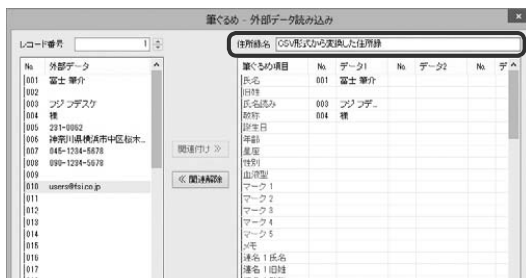 筆ぐるめ - 外部データ読み込み
レコード番号 1
住所録名 CSV形式から変換した住所録
No. 外部データ
001 富士 筆介
002
003 フジ フデスケ
004 様
005 231-0062
006 神奈川県横浜市中区桜木...
007 045-1234-5678
008 090-1234-5678
009
010 users@fsi.co.jp
011
012
013
014
015
016
関連付け ≫
≪ 関連解除
筆ぐるめ項目 No. データ1 No. データ2 No. デ
氏名 001 富士 筆介
旧姓
氏名読み 003 フジ フデ...
敬称 004 様
誕生日
年齢
星座
性別
血液型
マーク 1
マーク 2
マーク 3
マーク 4
マーク 5
メモ
連名 1 氏名
連名 1 旧姓